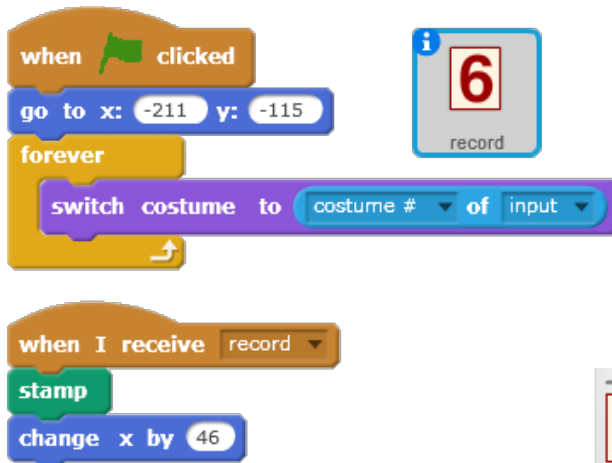 when clicked
go to x: -211 y: -115
forever
switch costume to costume # of input
i
6
record
when I receive record
stamp
change x by 46